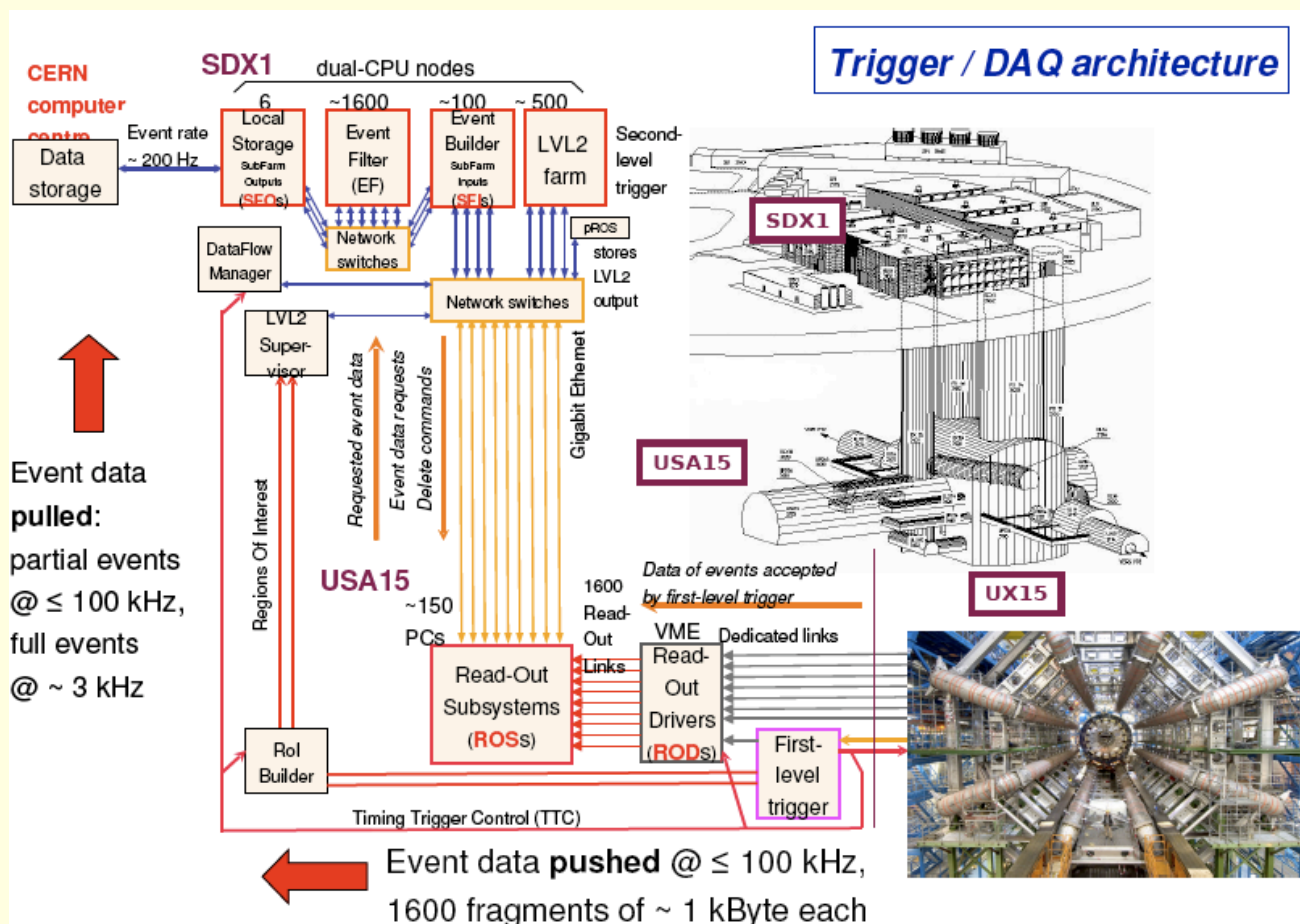 Trigger / DAQ architecture
SDX1
dual-CPU nodes
CERN
computer
centre
Data
storage
Event rate
~ 200 Hz
6
Local
Storage
SubFarm
Outputs
(SFOs)
~1600
Event
Filter
(EF)
~100
Event
Builder
SubFarm
Inputs
(SFIs)
~ 500
LVL2
farm
Second-
level
trigger
pROS
stores
LVL2
output
Network
switches
DataFlow
Manager
Network switches
LVL2
Super-
visor
Gigabit Ethernet
Requested event data
Event data requests
Delete commands
Regions Of Interest
Event data
pulled:
partial events
@ ≤ 100 kHz,
full events
@ ~ 3 kHz
SDX1
USA15
UX15
USA15
~150
PCs
1600
Read-
Out
Links
Data of events accepted
by first-level trigger
VME
Dedicated links
Read-Out
Subsystems
(ROSs)
Read-
Out
Drivers
(RODs)
First-
level
trigger
RoI
Builder
Timing Trigger Control (TTC)
Event data pushed @ ≤ 100 kHz,
1600 fragments of ~ 1 kByte each